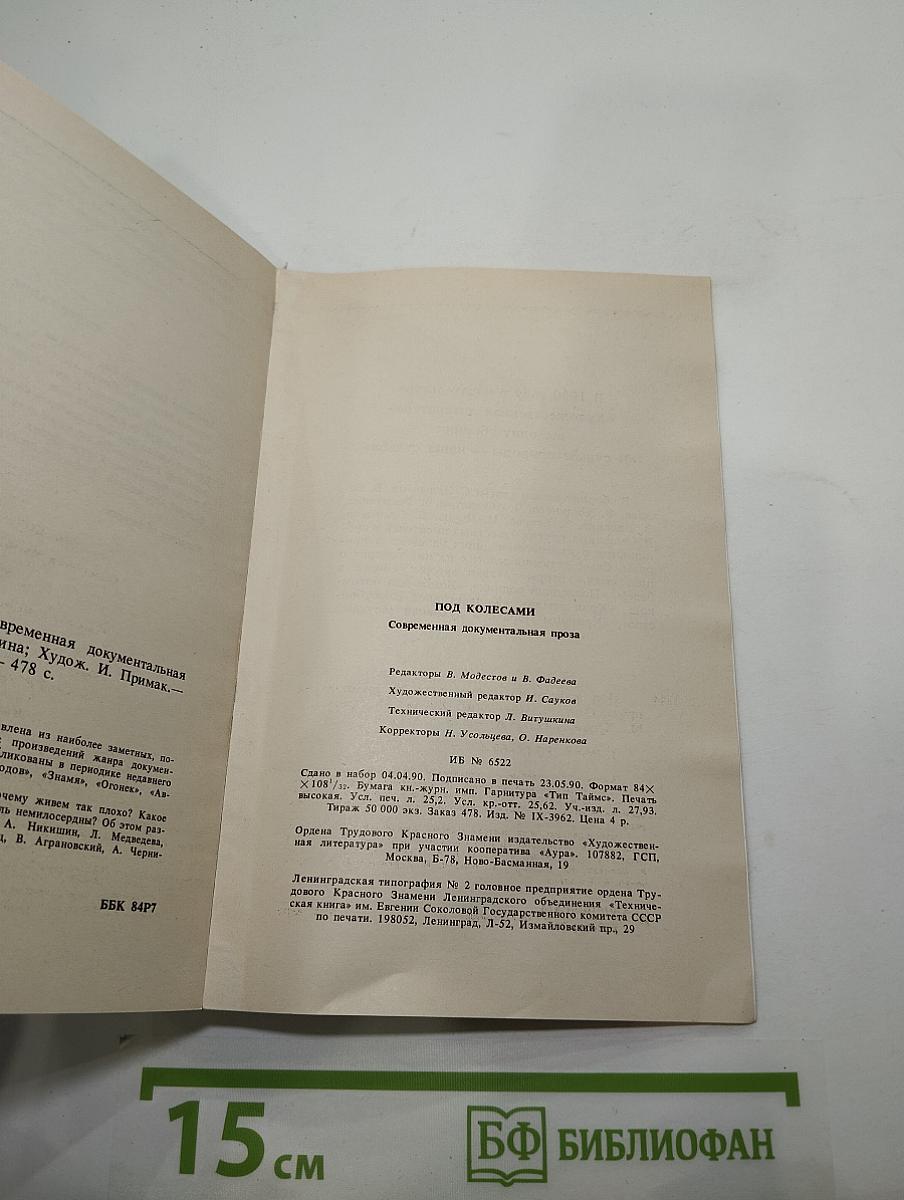 временная документальная
ина; Худож. И. Примак.—
— 478 с.
влена из наиболее заметных, по-
произведений жанра докумен-
ликованы в периодике недавнего
одов», «Знамя», «Огонек», «Ав-
очему живем так плохо? Какое
ль немилосердны? Об этом раз-
А. Никишин, Л. Медведева,
ц, В. Аграновский, А. Черни-
ББК 84Р7
ПОД КОЛЕСАМИ
Современная документальная проза
Редакторы В. Модестов и В. Фадеева
Художественный редактор И. Сауков
Технический редактор Л. Витушкина
Корректоры Н. Усольцева, О. Наренкова
ИБ № 6522
Сдано в набор 04.04.90. Подписано в печать 23.05.90. Формат 84×
×108¹/₃₂. Бумага кн.-журн. имп. Гарнитура «Тип Таймс». Печать
высокая. Усл. печ. л. 25,2. Усл. кр.-отт. 25,62. Уч.-изд. л. 27,93.
Тираж 50 000 экз. Заказ 478. Изд. № IX-3962. Цена 4 р.
Ордена Трудового Красного Знамени издательство «Художествен-
ная литература» при участии кооператива «Аура». 107882, ГСП,
Москва, Б-78, Ново-Басманная, 19
Ленинградская типография № 2 головное предприятие ордена Тру-
дового Красного Знамени Ленинградского объединения «Техниче-
ская книга» им. Евгении Соколовой Государственного комитета СССР
по печати. 198052, Ленинград, Л-52, Измайловский пр., 29
15 см
БФ БИБЛИОФАН